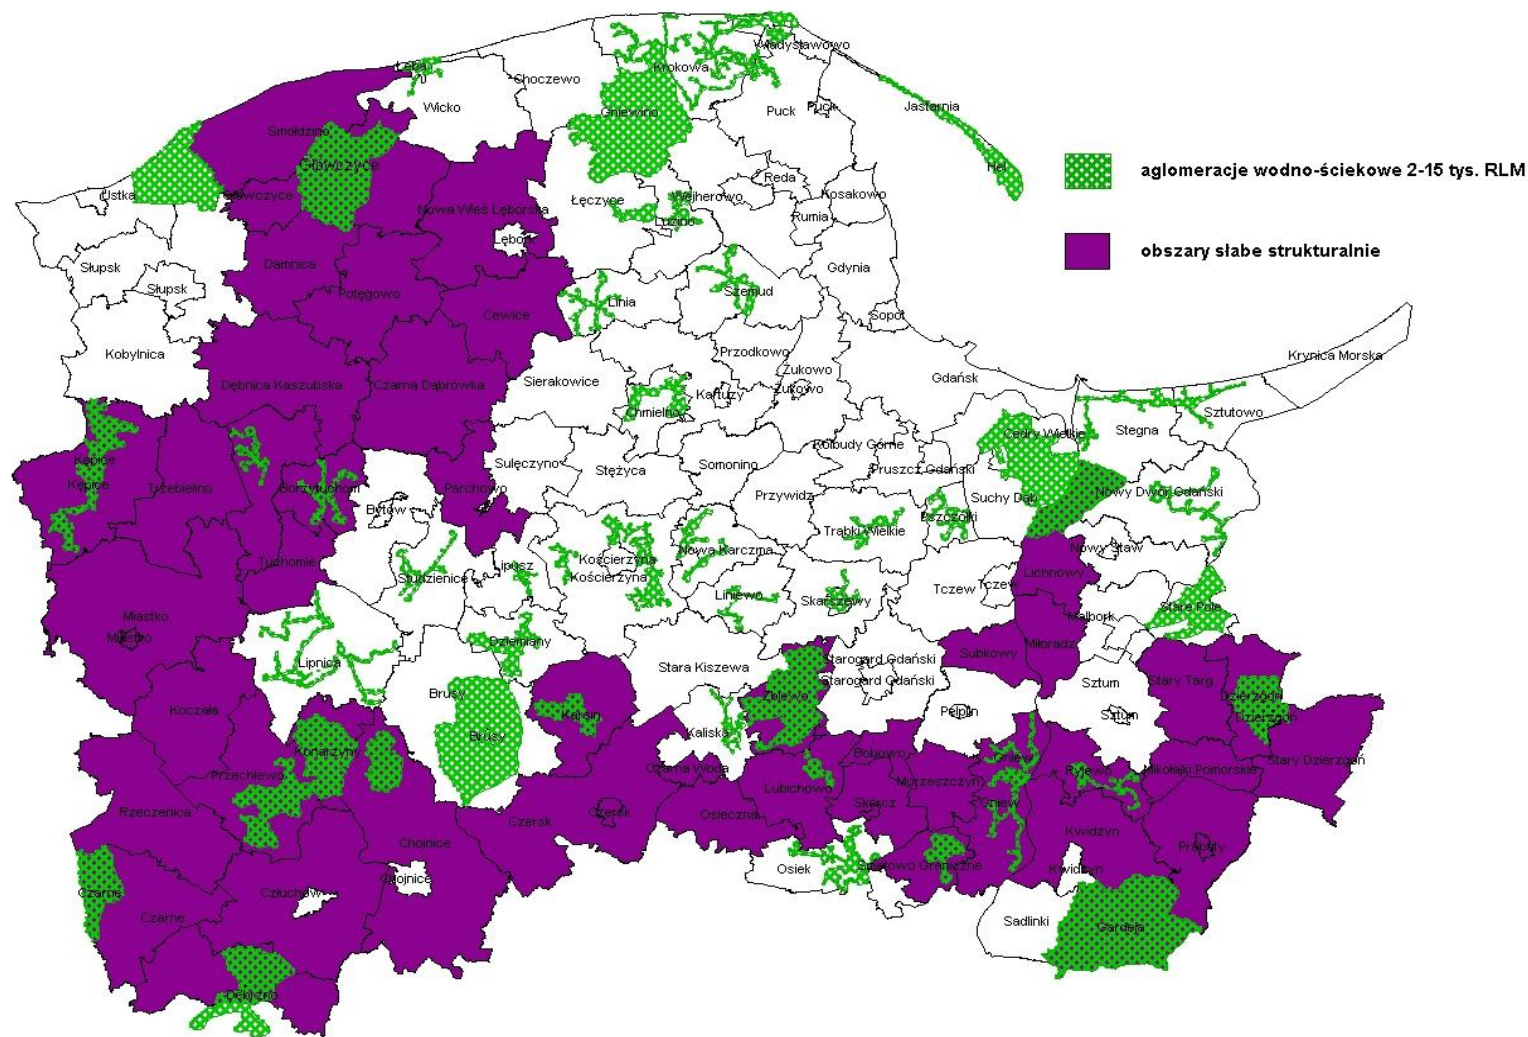 Władysławowo
Łeba
Krokowa
Choczewo
Wicko
Gniewino
Puck
Puck
Jastarnia
Smołdzino
Główczyce
Hel
aglomeracje wodno-ściekowe 2-15 tys. RLM
Reda
Ustka
Główczyce
Łęczyce
Wejherowo
Kosakowo
Nowa Wieś Lęborska
Luzino
Rumia
Lębork
obszary słabe strukturalnie
Słupsk
Damnica
Gdynia
Słupsk
Potęgowo
Linia
Szemud
Cewice
Sopot
Kobylnica
Przodkowo
Krynica Morska
Żukowo
Dębnica Kaszubska
Czarna Dąbrówka
Sierakowice
Gdańsk
Kartuzy
Żukowo
Chmielno
Sztutowo
Stegna
Cedry Wielkie
Kolbudy Górne
Kępice
Sulęczyno
Stężyca
Somonino
Pruszcz Gdański
Kępice
Trzebielino
Borzytuchom
Parchowo
Przywidz
Suchy Dąb
Nowy Dwór Gdański
Bytów
Pszczółki
Trąbki Wielkie
Nowa Karczma
Nowy Staw
Tuchomie
Studzienice
Lipusz
Kościerzyna
Kościerzyna
Lichnowy
Tczew
Tczew
Liniewo
Skarszewy
Stare Pole
Miastko
Malbork
Miastko
Dziemiany
Miłoradz
Subkowy
Lipnica
Stara Kiszewa
Starogard Gdański
Starogard Gdański
Stary Targ
Sztum
Brusy
Zblewo
Dzierzgoń
Koczała
Karsin
Pelplin
Sztum
Dzierzgoń
Brusy
Kaliska
Konarzyny
Bobowo
Gniew
Stary Dzierzgoń
Przechlewo
Czarna Woda
Ryjewo
Mikołajki Pomorskie
Lubichowo
Morzeszczyn
Rzeczenica
Czersk
Czersk
Osieczna
Skórcz
Gniew
Kwidzyn
Chojnice
Prabuty
Osiek
Smętowo Graniczne
Kwidzyn
Chojnice
Czarne
Człuchów
Czarne
Sadlinki
Gardeja
Debrzno